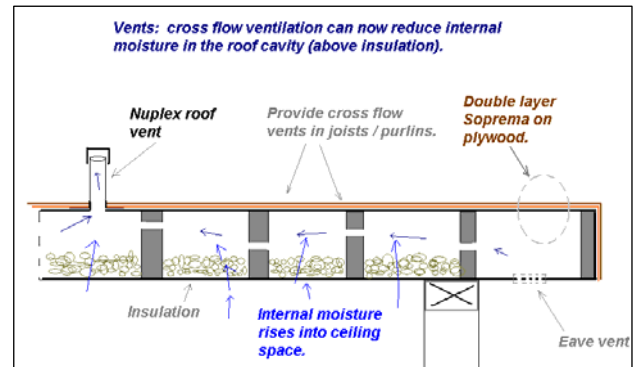 Vents: cross flow ventilation can now reduce internal
moisture in the roof cavity (above insulation).
Nuplex roof
vent
Provide cross flow
vents in joists / purlins.
Double layer
Soprema on
plywood.
Insulation
Internal moisture
rises into ceiling
space.
Eave vent